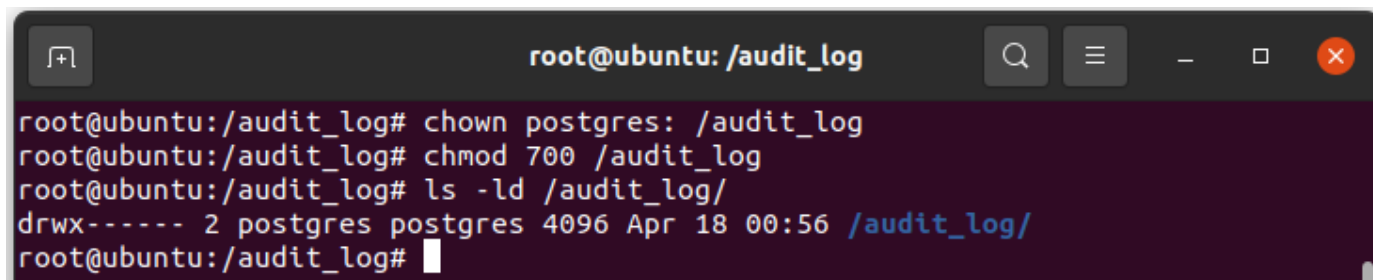 root@ubuntu: /audit_log
root@ubuntu:/audit_log# chown postgres: /audit_log
root@ubuntu:/audit_log# chmod 700 /audit_log
root@ubuntu:/audit_log# ls -ld /audit_log/
drwx------ 2 postgres postgres 4096 Apr 18 00:56 /audit_log/
root@ubuntu:/audit_log#